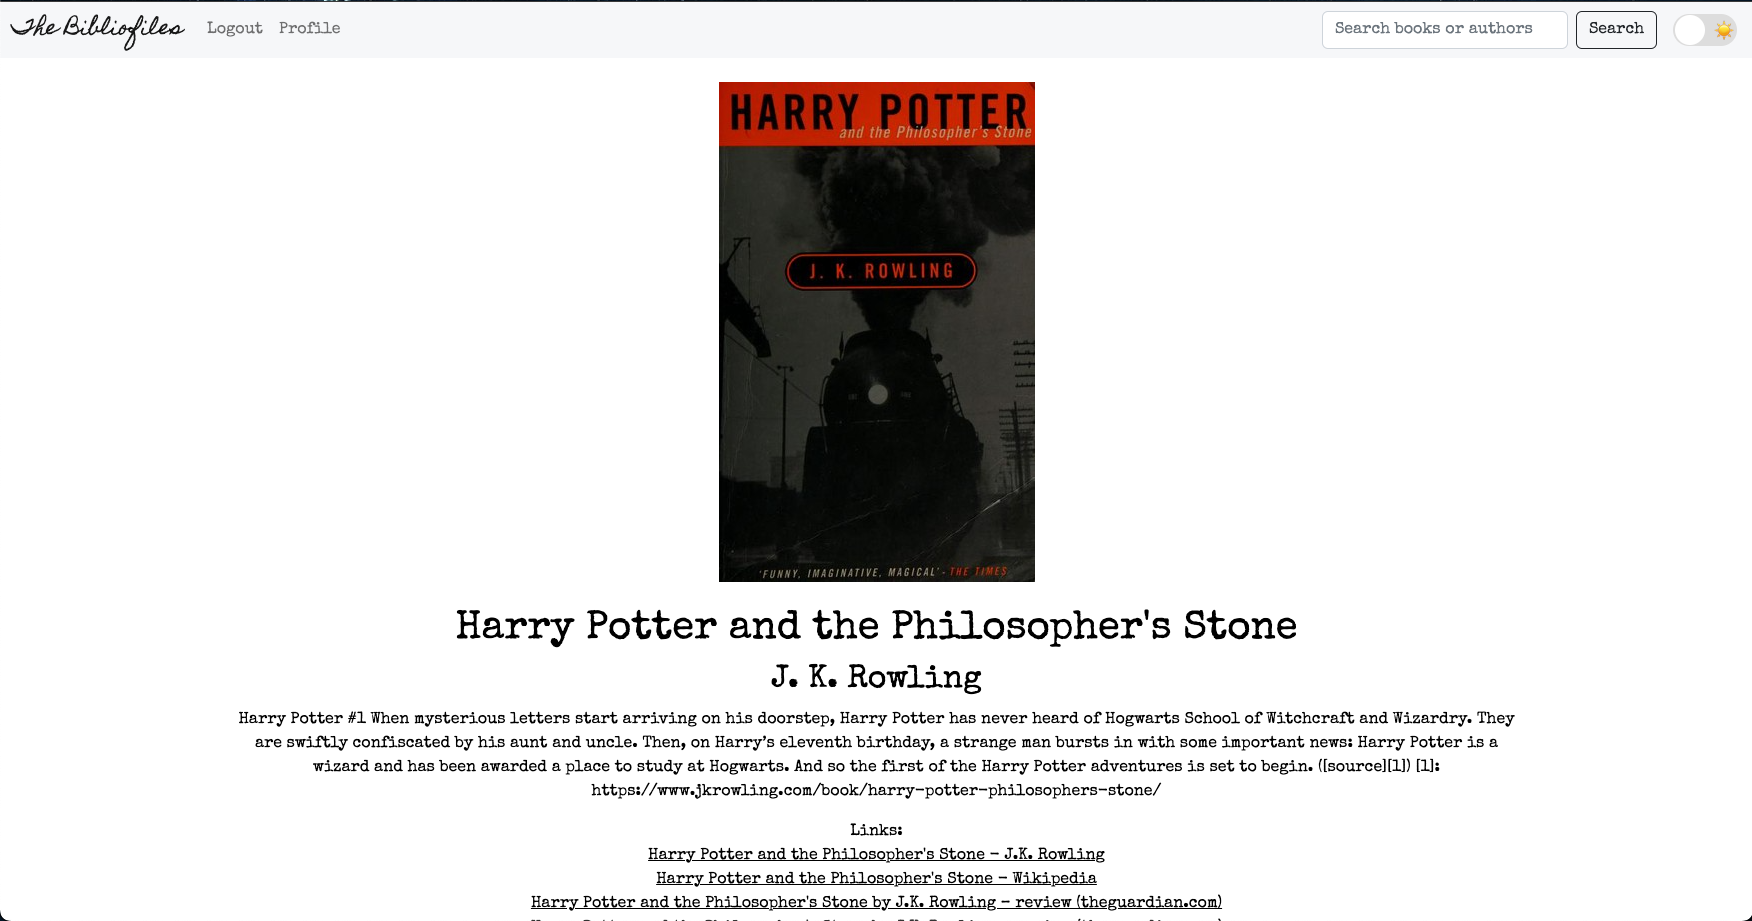 The Bibliofiles Logout Profile Search books or authors Search
HARRY POTTER
and the Philosopher's Stone
J. K. ROWLING
'FUNNY, IMAGINATIVE, MAGICAL' - THE TIMES
Harry Potter and the Philosopher's Stone
J. K. Rowling
Harry Potter #1 When mysterious letters start arriving on his doorstep, Harry Potter has never heard of Hogwarts School of Witchcraft and Wizardry. They
are swiftly confiscated by his aunt and uncle. Then, on Harry’s eleventh birthday, a strange man bursts in with some important news: Harry Potter is a
wizard and has been awarded a place to study at Hogwarts. And so the first of the Harry Potter adventures is set to begin. ([source][1]) [1]:
https://www.jkrowling.com/book/harry-potter-philosophers-stone/
Links:
Harry Potter and the Philosopher's Stone - J.K. Rowling
Harry Potter and the Philosopher's Stone - Wikipedia
Harry Potter and the Philosopher's Stone by J.K. Rowling - review (theguardian.com)